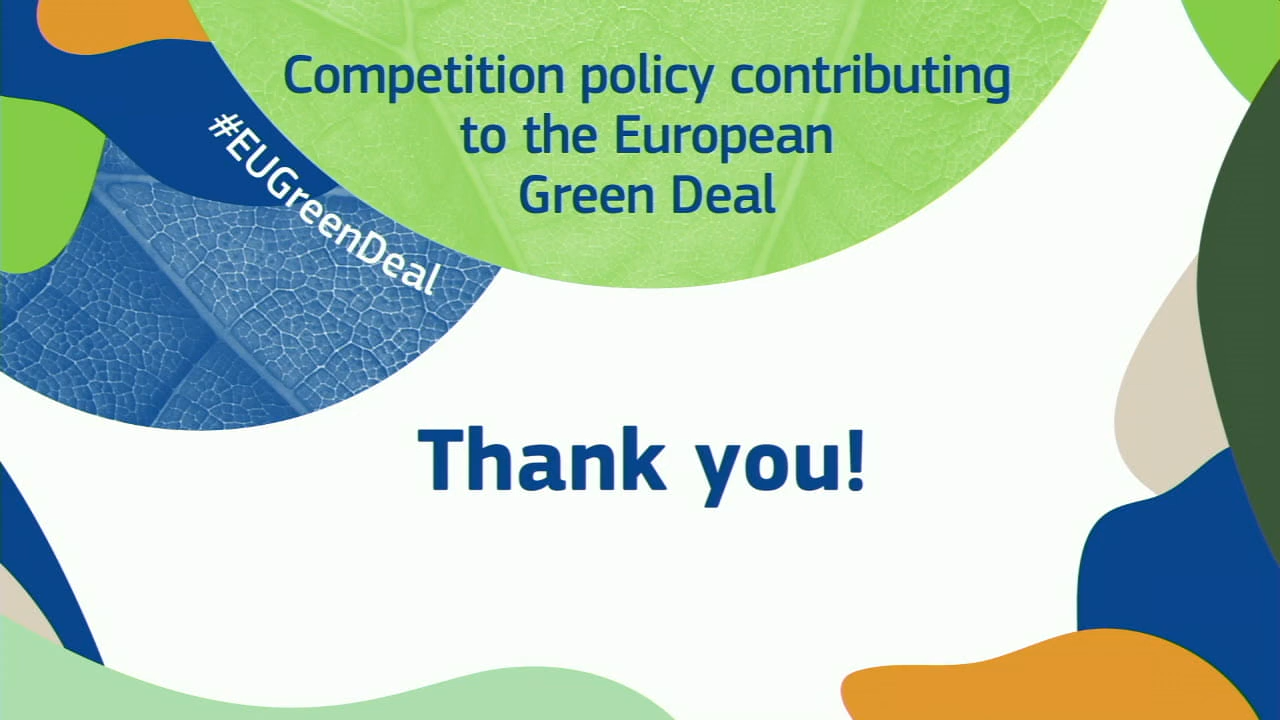 Competition policy contributing
to the European
Green Deal
#EUGreenDeal
Thank you!